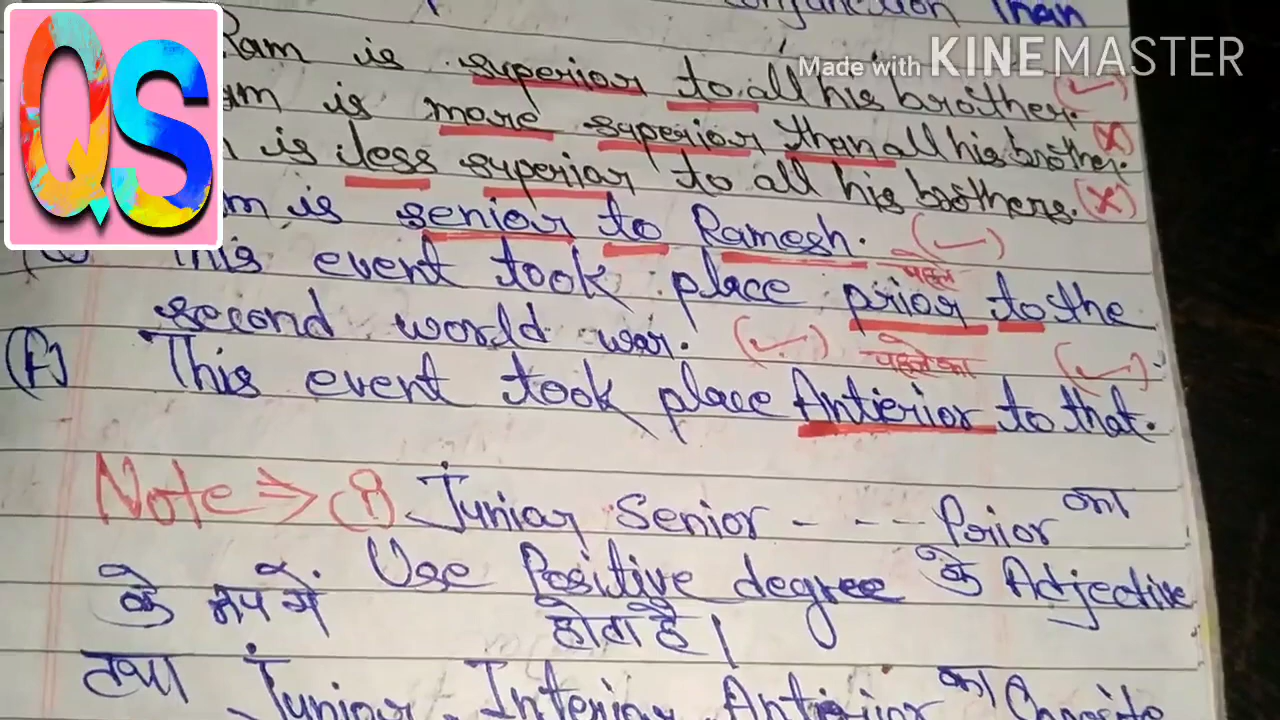 QS
Made with KINEMASTER
Conjunction Than
Ram is superior to all his brother. (✓)
is more superior than all his brother. (x)
is less superior to all his brothers. (x)
is senior to Ramesh. (✓)
पहले
This event took place prior to the
second world war. (✓)
पहले का (✓)
(F) This event took place Antierior to that.
Note ⇒ (i) Junior Senior - - - Prior का
Use Positive degree के Adjective
के रूप में होता है।
तथा Junior, Interior Antierior का Opposite